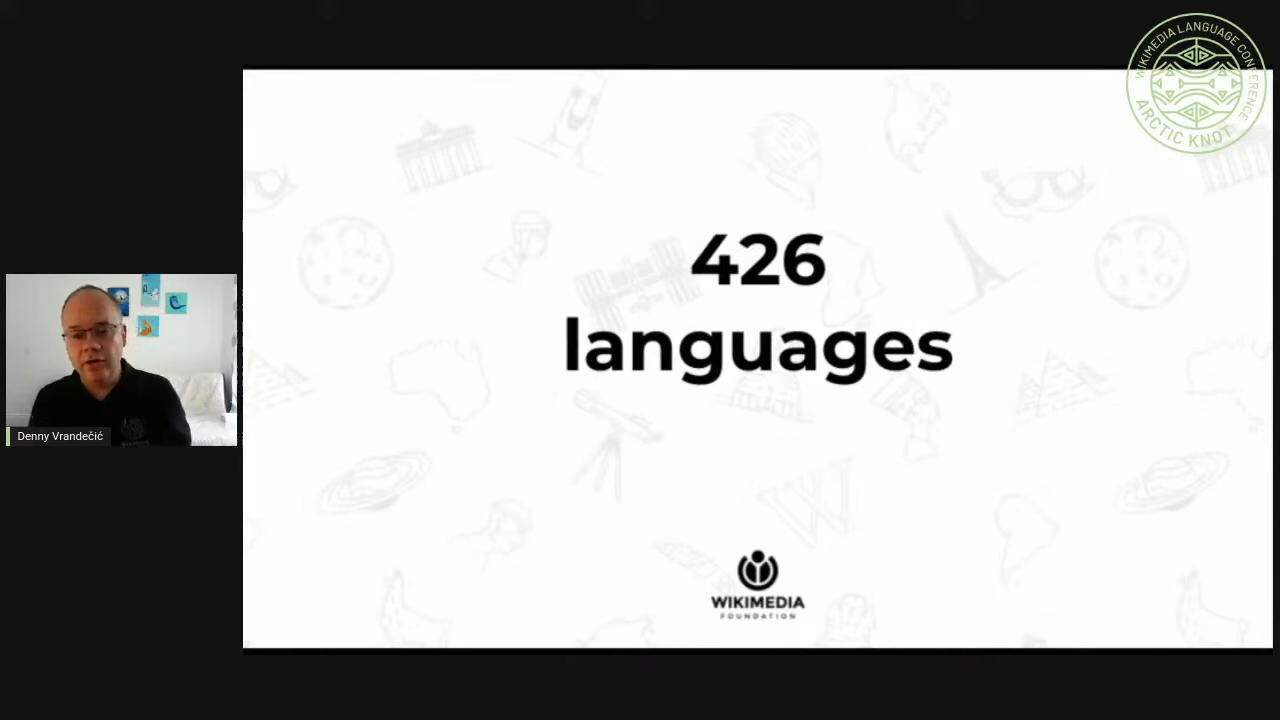 WIKIMEDIA LANGUAGE CONFERENCE
ARCTIC KNOT
426
languages
Denny Vrandečić
W
WIKIMEDIA
FOUNDATION